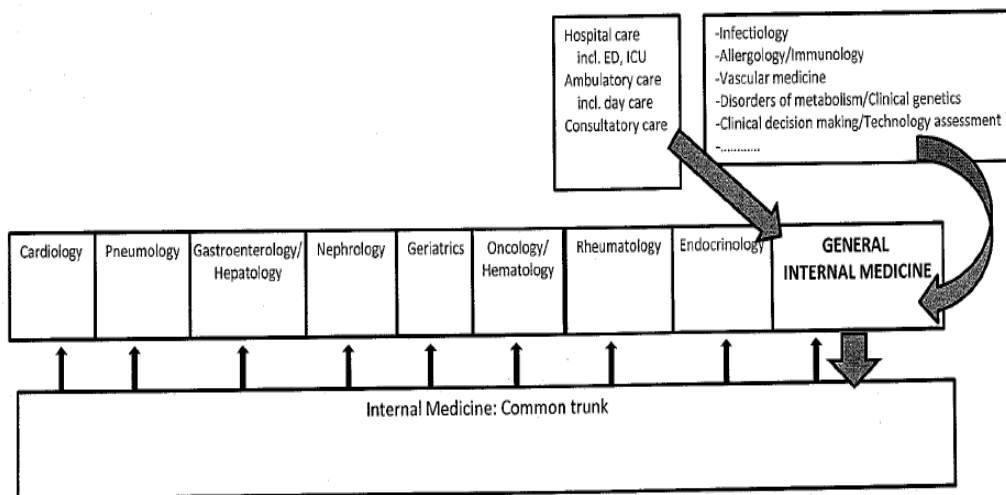 Hospital care
incl. ED, ICU
Ambulatory care
incl. day care
Consultatory care
-Infectiology
-Allergology/Immunology
-Vascular medicine
-Disorders of metabolism/Clinical genetics
-Clinical decision making/Technology assessment
-............
Cardiology
Pneumology
Gastroenterology/
Hepatology
Nephrology
Geriatrics
Oncology/
Hematology
Rheumatology
Endocrinology
GENERAL
INTERNAL MEDICINE
Internal Medicine: Common trunk